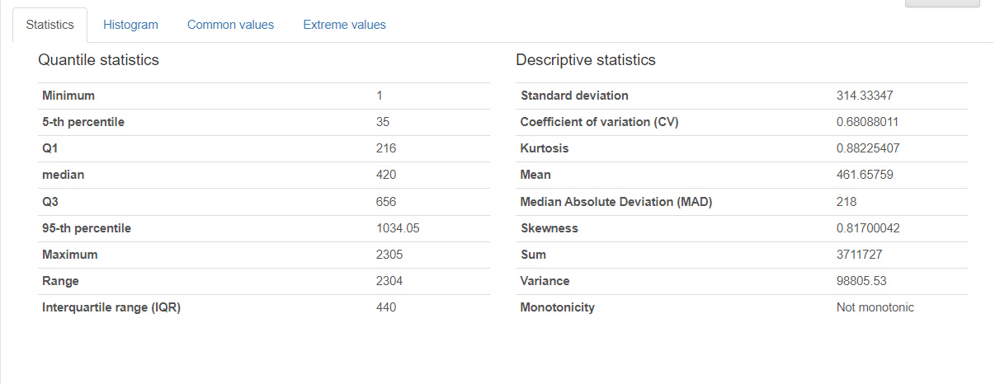 Statistics Histogram Common values Extreme values
Quantile statistics
Minimum 1
5-th percentile 35
Q1 216
median 420
Q3 656
95-th percentile 1034.05
Maximum 2305
Range 2304
Interquartile range (IQR) 440
Descriptive statistics
Standard deviation 314.33347
Coefficient of variation (CV) 0.68088011
Kurtosis 0.88225407
Mean 461.65759
Median Absolute Deviation (MAD) 218
Skewness 0.81700042
Sum 3711727
Variance 98805.53
Monotonicity Not monotonic